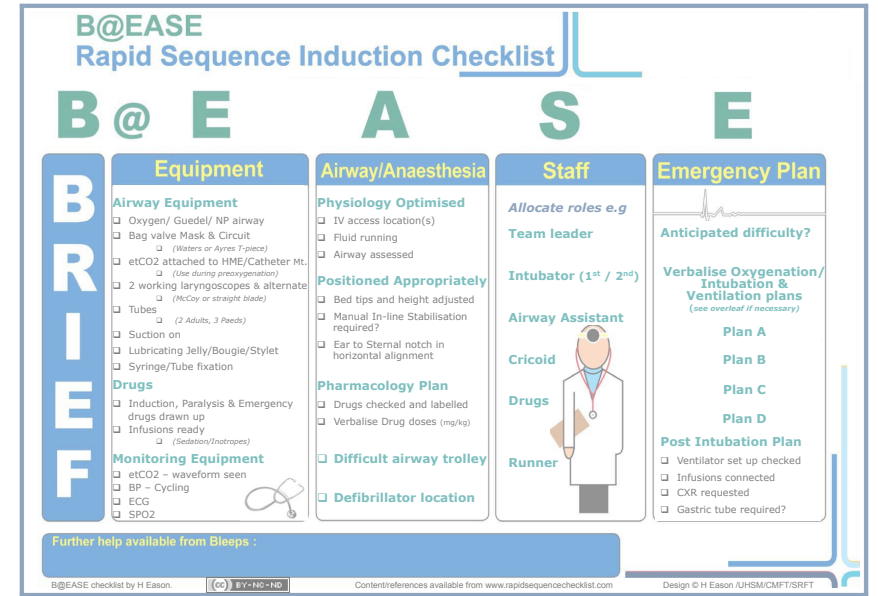 B@EASE
Rapid Sequence Induction Checklist
B @ E A S E
BRIEF
Equipment
Airway Equipment
Oxygen/ Guedel/ NP airway
Bag valve Mask & Circuit
(Waters or Ayres T-piece)
etCO2 attached to HME/Catheter Mt.
(Use during preoxygenation)
2 working laryngoscopes & alternate
(McCoy or straight blade)
Tubes
(2 Adults, 3 Paeds)
Suction on
Lubricating Jelly/Bougie/Stylet
Syringe/Tube fixation
Drugs
Induction, Paralysis & Emergency
drugs drawn up
Infusions ready
(Sedation/Inotropes)
Monitoring Equipment
etCO2 – waveform seen
BP – Cycling
ECG
SPO2
Airway/Anaesthesia
Physiology Optimised
IV access location(s)
Fluid running
Airway assessed
Positioned Appropriately
Bed tips and height adjusted
Manual In-line Stabilisation
required?
Ear to Sternal notch in
horizontal alignment
Pharmacology Plan
Drugs checked and labelled
Verbalise Drug doses (mg/kg)
Difficult airway trolley
Defibrillator location
Staff
Allocate roles e.g
Team leader
Intubator (1st / 2nd)
Airway Assistant
Cricoid
Drugs
Runner
Emergency Plan
Anticipated difficulty?
Verbalise Oxygenation/
Intubation &
Ventilation plans
(see overleaf if necessary)
Plan A
Plan B
Plan C
Plan D
Post Intubation Plan
Ventilator set up checked
Infusions connected
CXR requested
Gastric tube required?
Further help available from Bleeps :
B@EASE checklist by H Eason.
(cc) BY-NC-ND
Content/references available from www.rapidsequencechecklist.com
Design © H Eason /UHSM/CMFT/SRFT